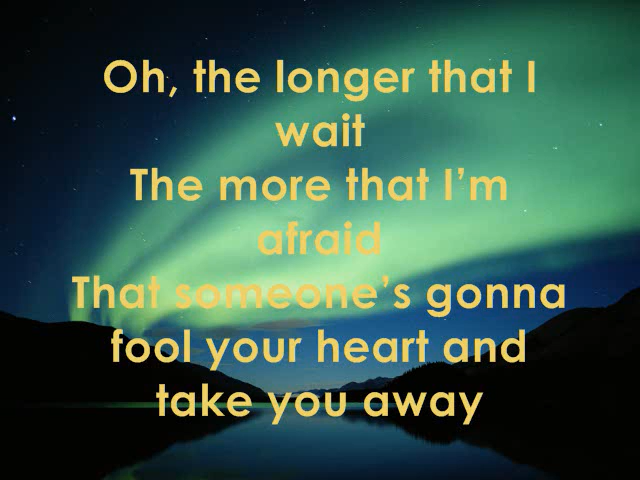 Oh, the longer that I
wait
The more that I'm
afraid
That someone's gonna
fool your heart and
take you away